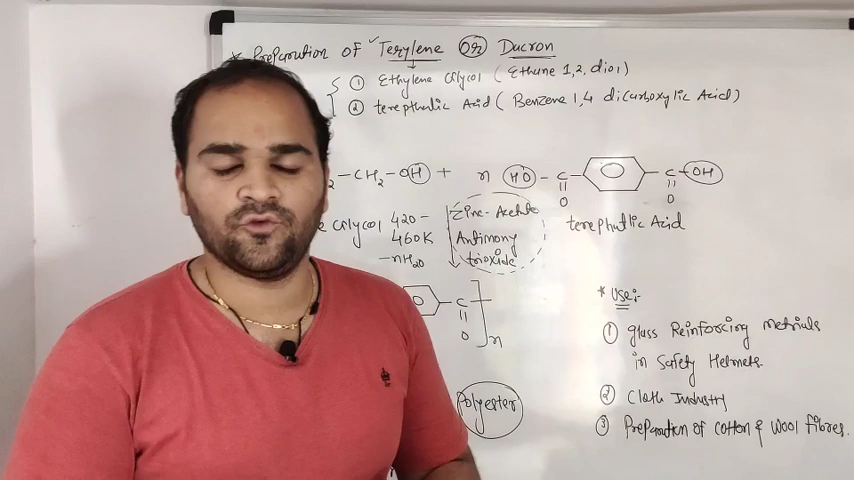 * Preparation OF ✓Terylene OR Dacron
① Ethylene Glycol (Ethane 1,2, diol)
② terephthalic Acid (Benzene 1,4 dicarboxylic Acid)
2 – CH2 – OH + n HO – C – C – OH
O O
Glycol 420 – Zinc-Acetate terephthalic Acid
460K Antimony
– nH2O trioxide
C
O n
* Use:-
① glass Reinforcing Metrials
in Safety Helmets.
② Cloth Industry
Polyester
③ Preparation of cotton & wool fibres.